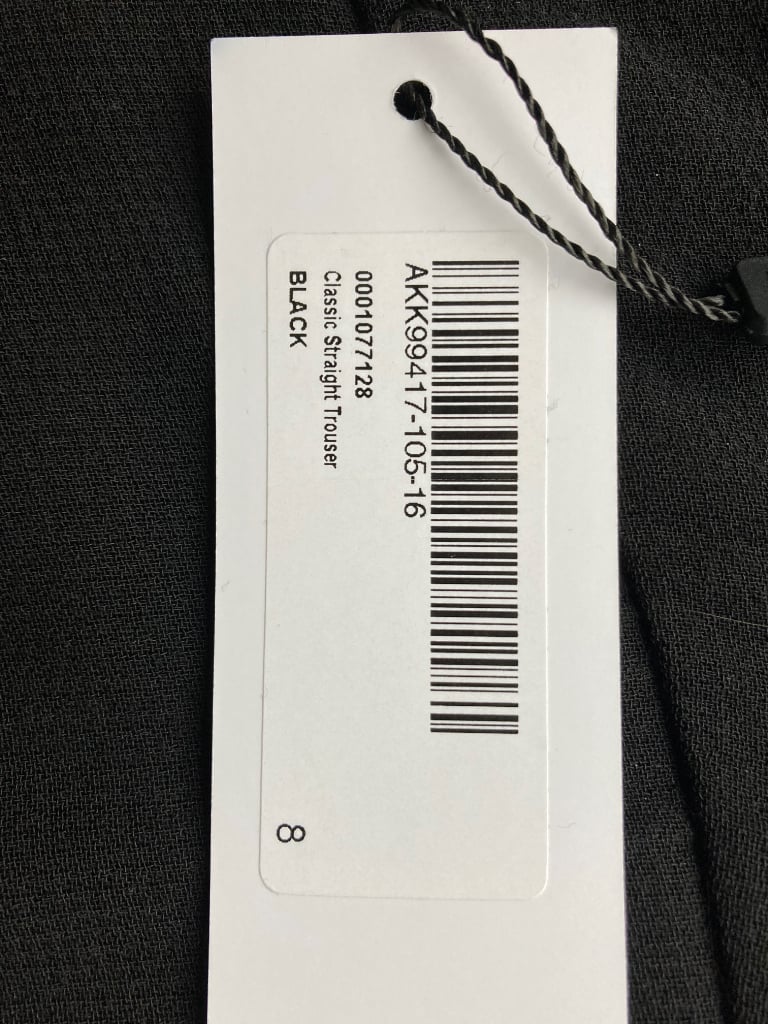 AKK99417-105-16
0001077128
Classic Straight Trouser
BLACK
8